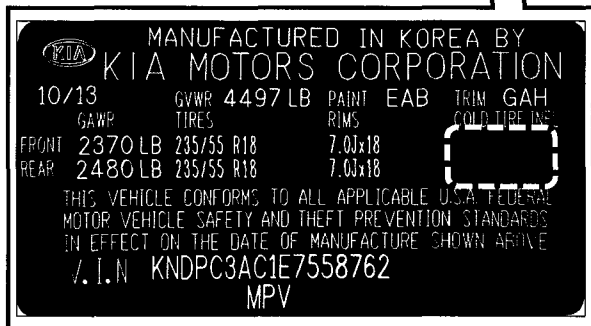 MANUFACTURED IN KOREA BY
KIA KIA MOTORS CORPORATION
10/13 GVWR 4497 LB PAINT EAB TRIM GAH
GAWR TIRES RIMS COLD TIRE INFL
FRONT 2370 LB 235/55 R18 7.0Jx18
REAR 2480 LB 235/55 R18 7.0Jx18
THIS VEHICLE CONFORMS TO ALL APPLICABLE U.S.A. FEDERAL
MOTOR VEHICLE SAFETY AND THEFT PREVENTION STANDARDS
IN EFFECT ON THE DATE OF MANUFACTURE SHOWN ABOVE
V.I.N KNDPC3AC1E7558762
MPV